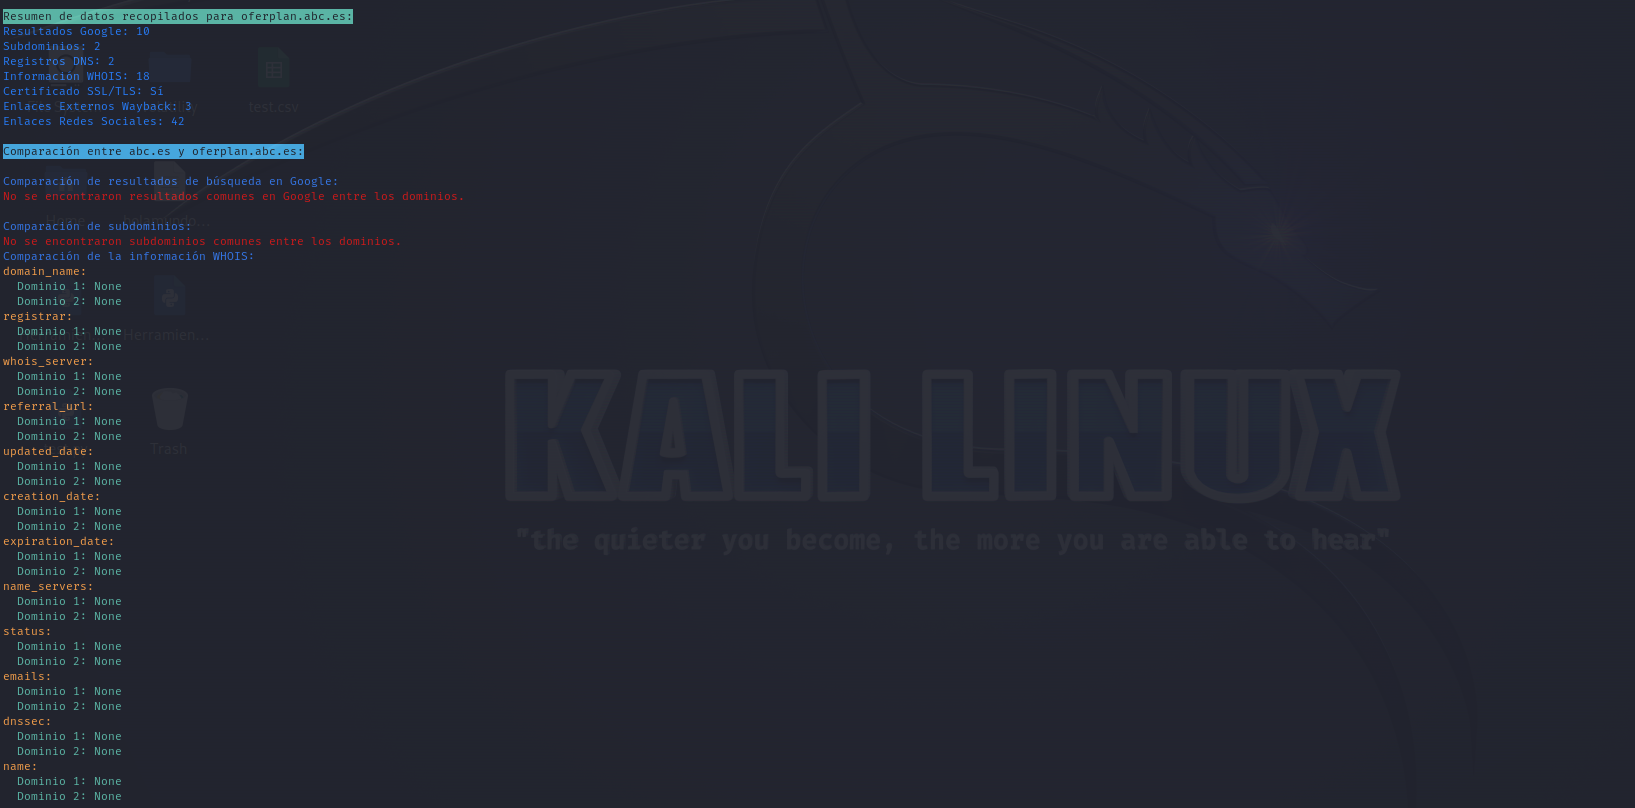 Resumen de datos recopilados para oferplan.abc.es:
Resultados Google: 10
Subdominios: 2
Registros DNS: 2
Información WHOIS: 18
Certificado SSL/TLS: Sí
Enlaces Externos Wayback: 3
Enlaces Redes Sociales: 42
Comparación entre abc.es y oferplan.abc.es:
Comparación de resultados de búsqueda en Google:
No se encontraron resultados comunes en Google entre los dominios.
Comparación de subdominios:
No se encontraron subdominios comunes entre los dominios.
Comparación de la información WHOIS:
domain_name:
Dominio 1: None
Dominio 2: None
registrar:
Dominio 1: None
Dominio 2: None
whois_server:
Dominio 1: None
Dominio 2: None
referral_url:
Dominio 1: None
Dominio 2: None
updated_date:
Dominio 1: None
Dominio 2: None
creation_date:
Dominio 1: None
Dominio 2: None
expiration_date:
Dominio 1: None
Dominio 2: None
name_servers:
Dominio 1: None
Dominio 2: None
status:
Dominio 1: None
Dominio 2: None
emails:
Dominio 1: None
Dominio 2: None
dnssec:
Dominio 1: None
Dominio 2: None
name:
Dominio 1: None
Dominio 2: None
test.csv
Home
Herramien...
Trash
KALI LINUX
"the quieter you become, the more you are able to hear"